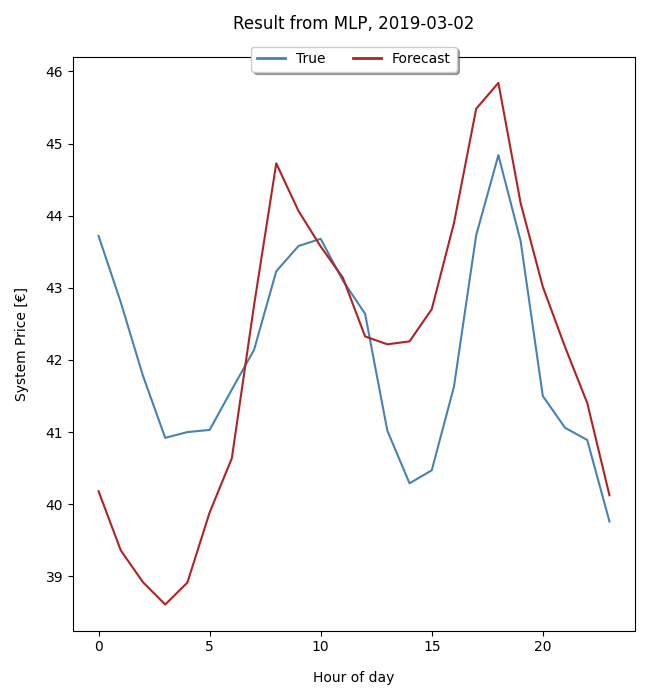 Result from MLP, 2019-03-02
True Forecast
46
45
44
43
42
41
40
39
System Price [€]
0 5 10 15 20
Hour of day